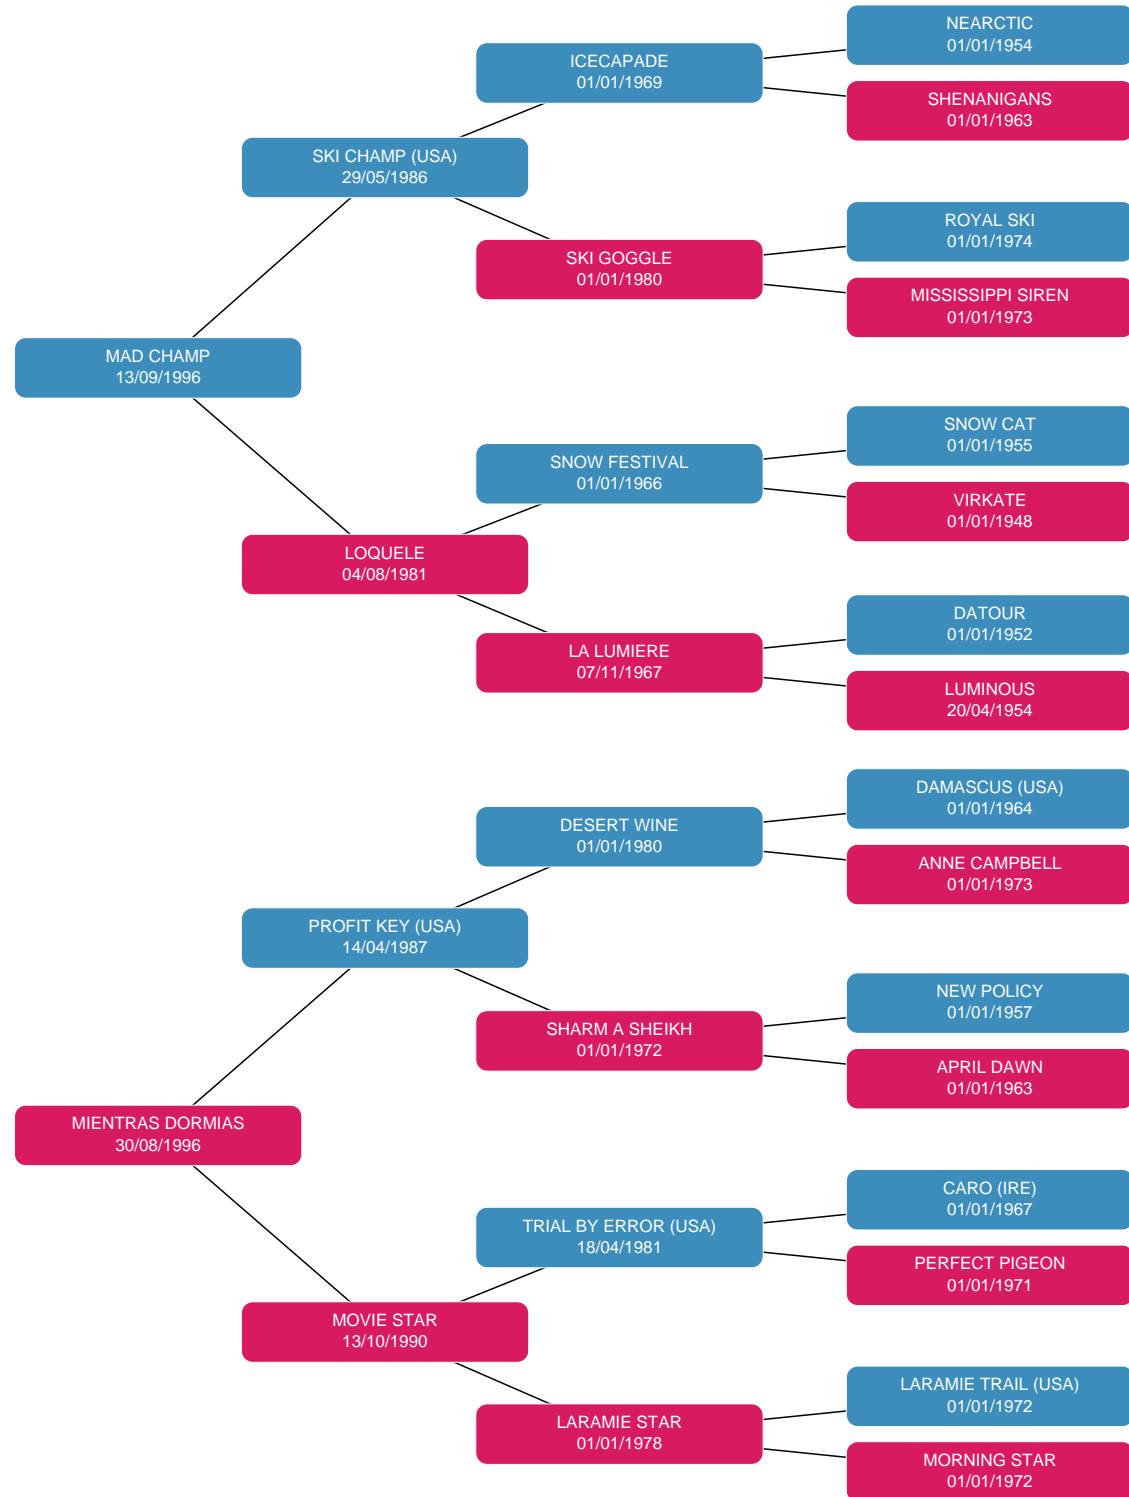 NEARCTIC
01/01/1954
ICECAPADE
01/01/1969
SHENANIGANS
01/01/1963
SKI CHAMP (USA)
29/05/1986
ROYAL SKI
01/01/1974
SKI GOGGLE
01/01/1980
MISSISSIPPI SIREN
01/01/1973
MAD CHAMP
13/09/1996
SNOW CAT
01/01/1955
SNOW FESTIVAL
01/01/1966
VIRKATE
01/01/1948
LOQUELE
04/08/1981
DATOUR
01/01/1952
LA LUMIERE
07/11/1967
LUMINOUS
20/04/1954
DAMASCUS (USA)
01/01/1964
DESERT WINE
01/01/1980
ANNE CAMPBELL
01/01/1973
PROFIT KEY (USA)
14/04/1987
NEW POLICY
01/01/1957
SHARM A SHEIKH
01/01/1972
APRIL DAWN
01/01/1963
MIENTRAS DORMIAS
30/08/1996
CARO (IRE)
01/01/1967
TRIAL BY ERROR (USA)
18/04/1981
PERFECT PIGEON
01/01/1971
MOVIE STAR
13/10/1990
LARAMIE TRAIL (USA)
01/01/1972
LARAMIE STAR
01/01/1978
MORNING STAR
01/01/1972